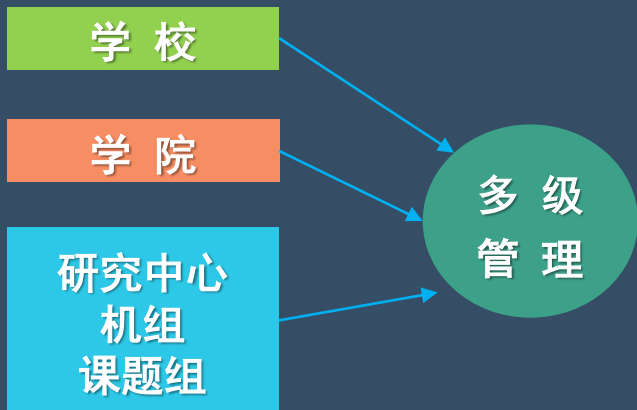 学 校
学 院
研究中心
机组
课题组
多 级
管 理